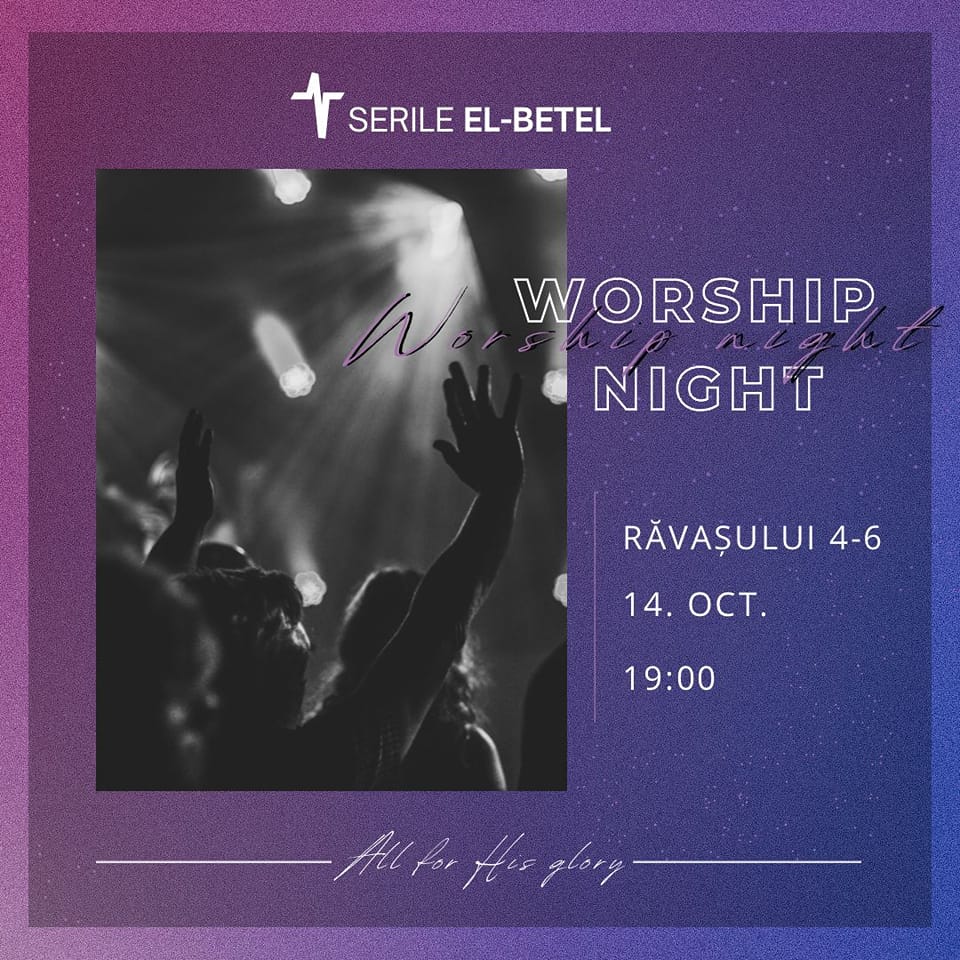 SERILE EL-BETEL
WORSHIP
Worship night
NIGHT
RĂVAȘULUI 4-6
14. OCT.
19:00
All for His glory